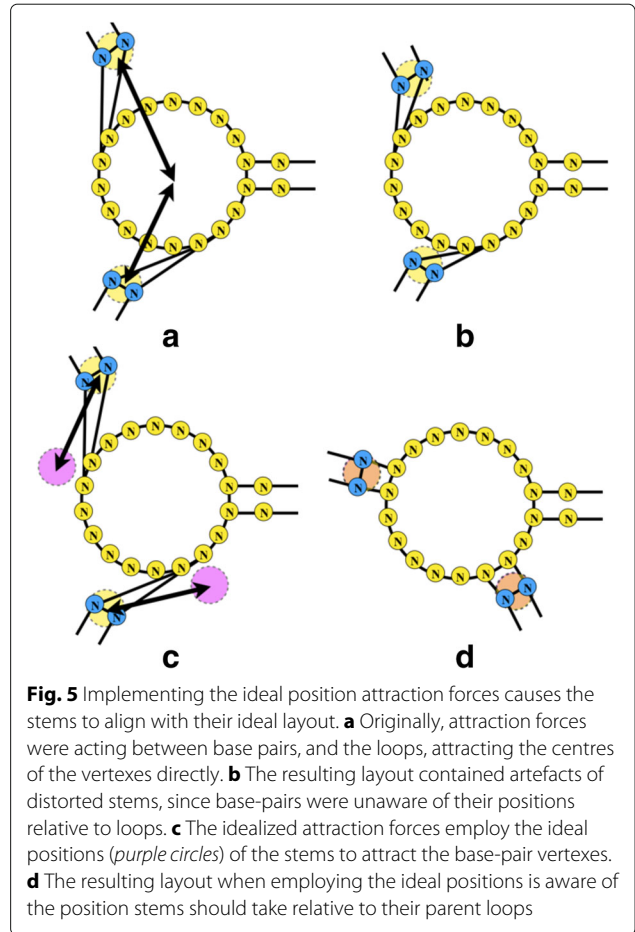 N N N N N N N N N N N N N N N N N N N N N N N N
a
N N N N N N N N N N N N N N N N N N N N N N N N
b
N N N N N N N N N N N N N N N N N N N N N N N N
c
N N N N N N N N N N N N N N N N N N N N N N N N
d
Fig. 5 Implementing the ideal position attraction forces causes the
stems to align with their ideal layout. a Originally, attraction forces
were acting between base pairs, and the loops, attracting the centres
of the vertexes directly. b The resulting layout contained artefacts of
distorted stems, since base-pairs were unaware of their positions
relative to loops. c The idealized attraction forces employ the ideal
positions (purple circles) of the stems to attract the base-pair vertexes.
d The resulting layout when employing the ideal positions is aware of
the position stems should take relative to their parent loops